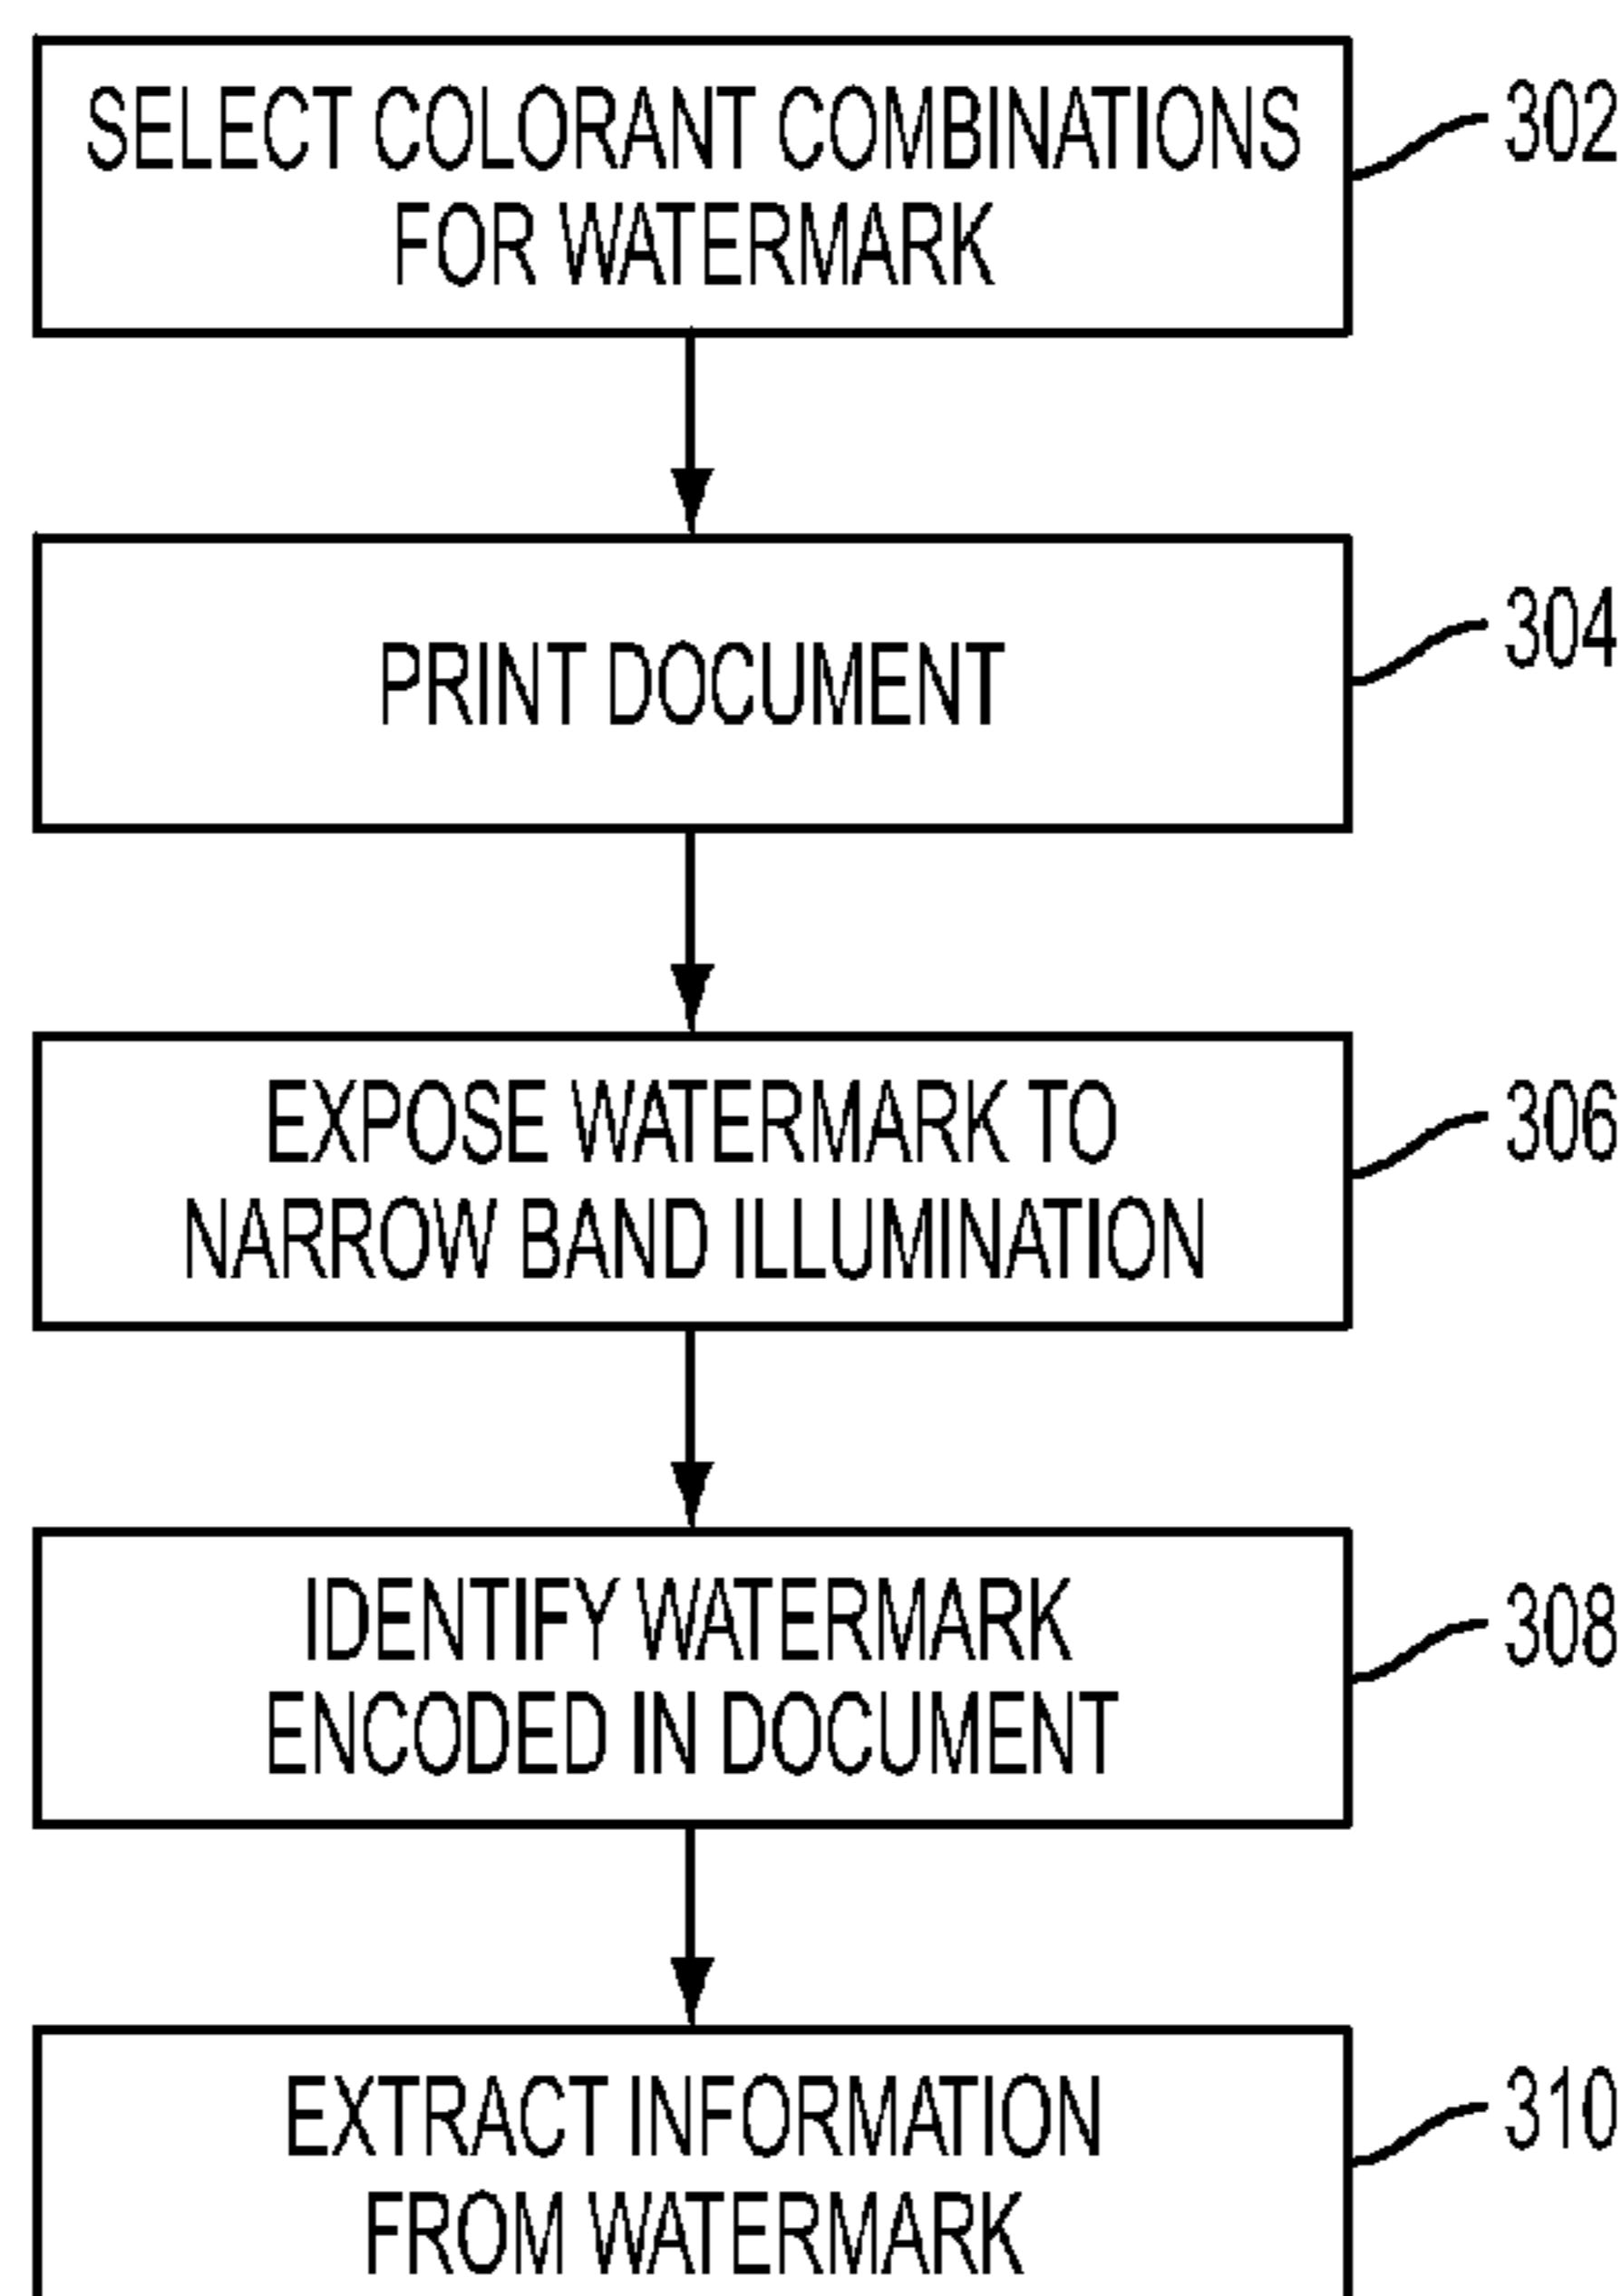 SELECT COLORANT COMBINATIONS
FOR WATERMARK
302
PRINT DOCUMENT
304
EXPOSE WATERMARK TO
NARROW BAND ILLUMINATION
306
IDENTIFY WATERMARK
ENCODED IN DOCUMENT
308
EXTRACT INFORMATION
FROM WATERMARK
310